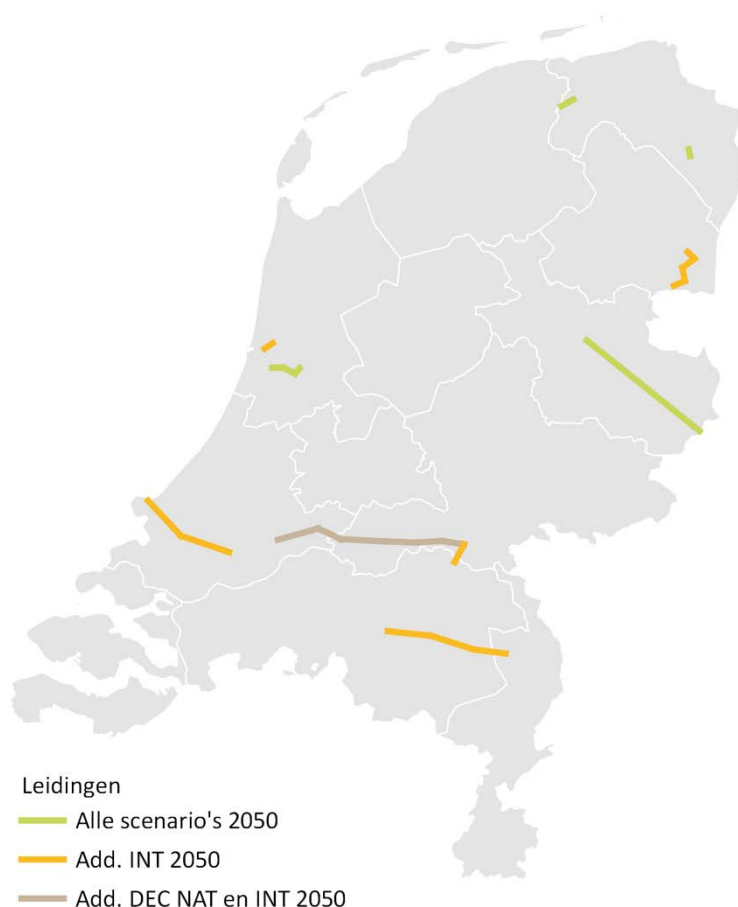 Leidingen
Alle scenario's 2050
Add. INT 2050
Add. DEC NAT en INT 2050